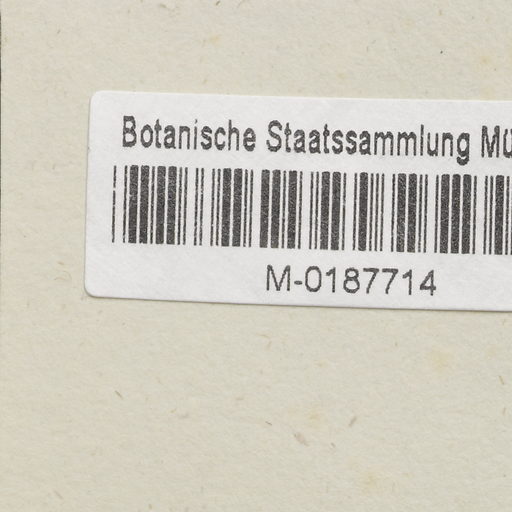 Botanische Staatssammlung Mü
M-0187714